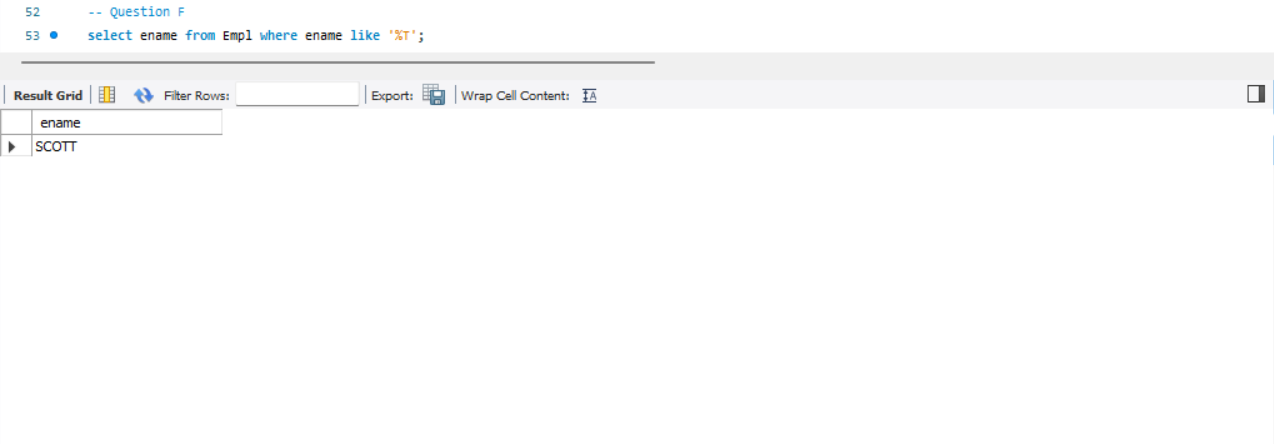 52 -- Question F
53 select ename from Empl where ename like '%T';
Result Grid Filter Rows: Export: Wrap Cell Content: IA
ename
SCOTT